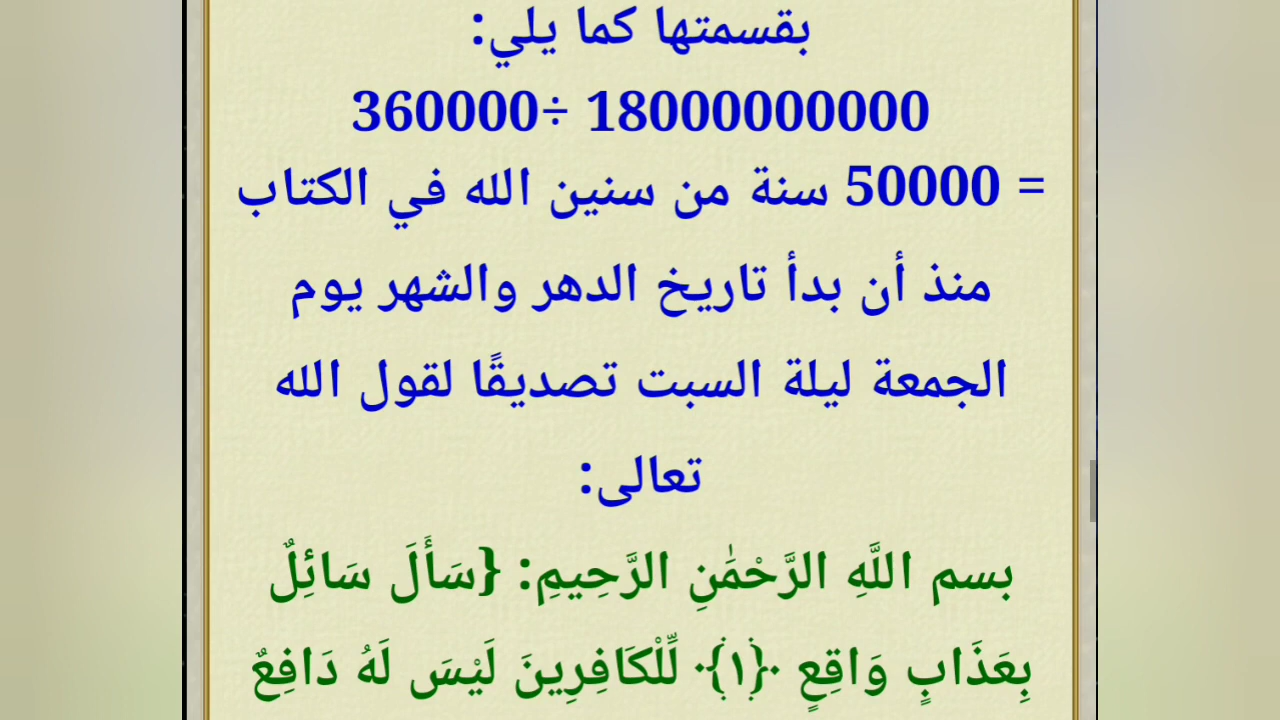 بقسمتها كما يلي:
18000000000 ÷360000
= 50000 سنة من سنين الله في الكتاب
منذ أن بدأ تاريخ الدهر والشهر يوم
الجمعة ليلة السبت تصديقًا لقول الله
تعالى:
بسم اللَّهِ الرَّحْمَٰنِ الرَّحِيمِ: {سَأَلَ سَائِلٌ
بِعَذَابٍ وَاقِعٍ ﴿١﴾ لِّلْكَافِرِينَ لَيْسَ لَهُ دَافِعٌ